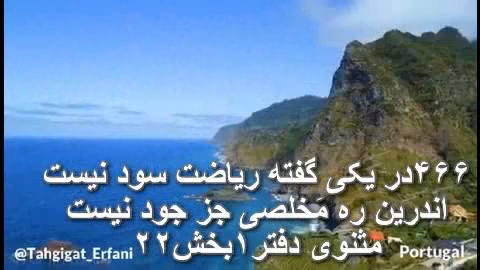 ۴۶۶در یکی گفته ریاضت سود نیست
اندرین ره مخلصی جز جود نیست
مثنوی دفتر۱بخش۲۲
@Tahgigat_Erfani
Portugal